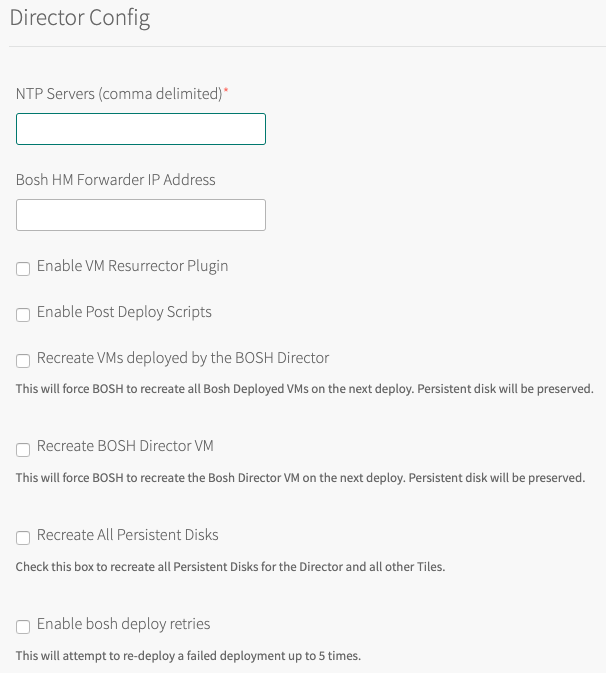 Director Config
NTP Servers (comma delimited)*
Bosh HM Forwarder IP Address
Enable VM Resurrector Plugin
Enable Post Deploy Scripts
Recreate VMs deployed by the BOSH Director
This will force BOSH to recreate all Bosh Deployed VMs on the next deploy. Persistent disk will be preserved.
Recreate BOSH Director VM
This will force BOSH to recreate the Bosh Director VM on the next deploy. Persistent disk will be preserved.
Recreate All Persistent Disks
Check this box to recreate all Persistent Disks for the Director and all other Tiles.
Enable bosh deploy retries
This will attempt to re-deploy a failed deployment up to 5 times.